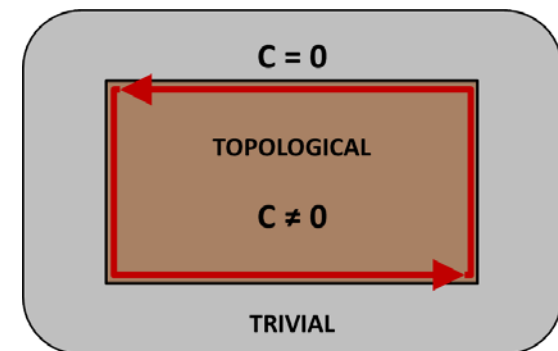 C = 0
TOPOLOGICAL
C ≠ 0
TRIVIAL